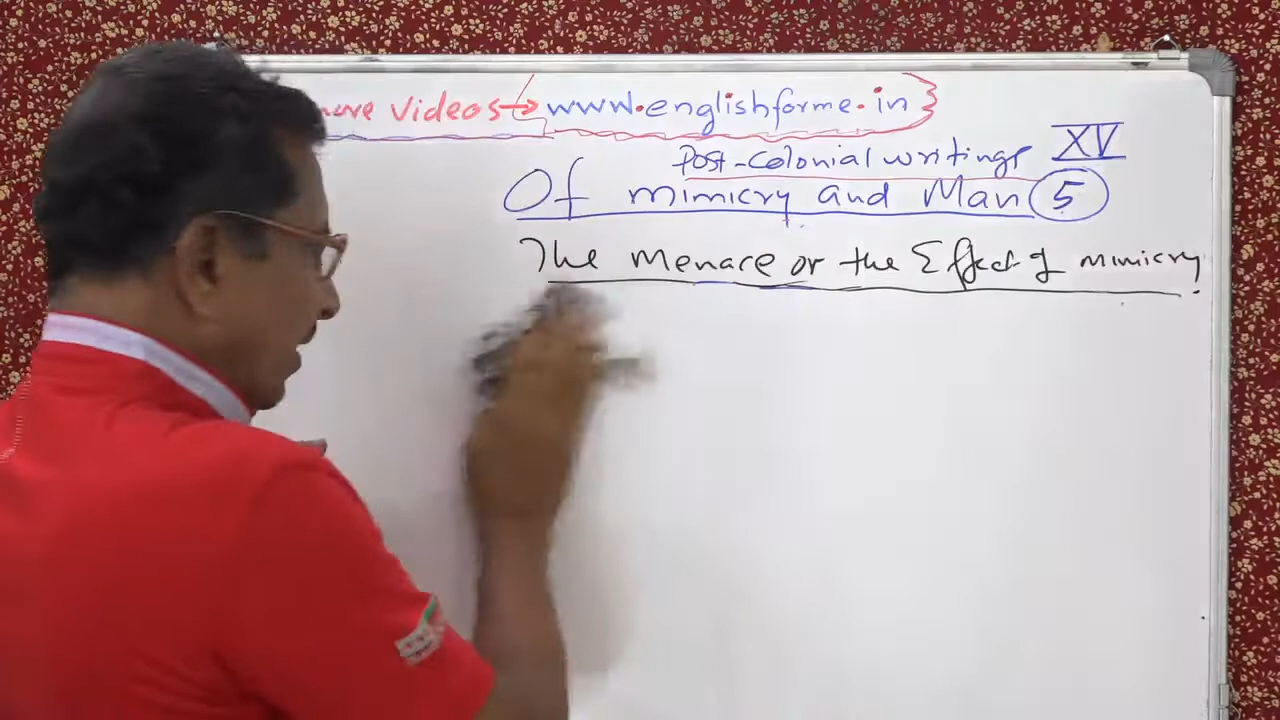 more Videos → www.englishforme.in
Post-Colonial writings XV
Of mimicry and Man 5
The Menace or the Effect of mimicry.